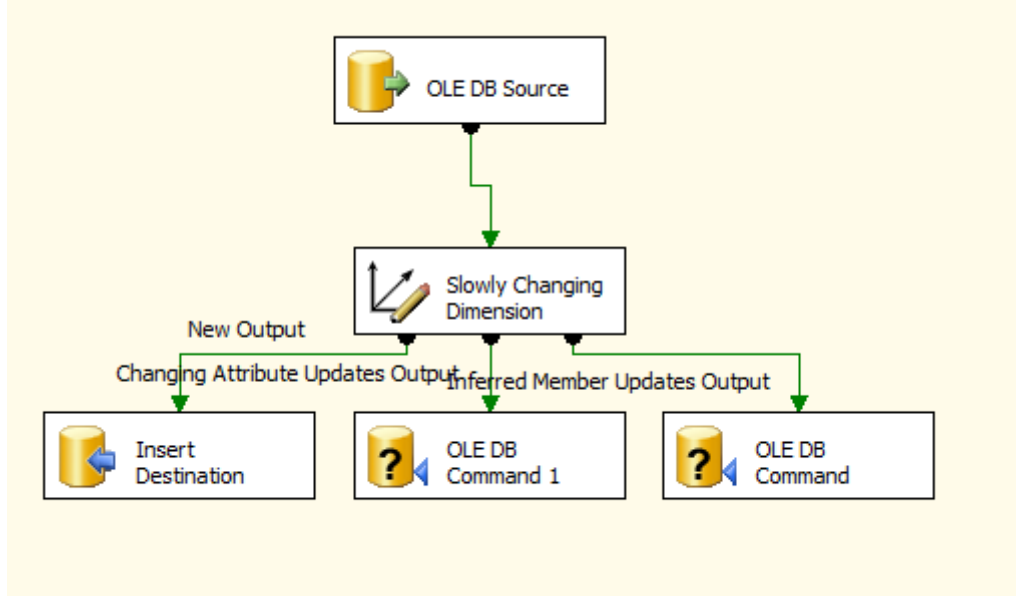 OLE DB Source
Slowly Changing
Dimension
New Output
Changing Attribute Updates Output
Inferred Member Updates Output
Insert
Destination
?
OLE DB
Command 1
?
OLE DB
Command